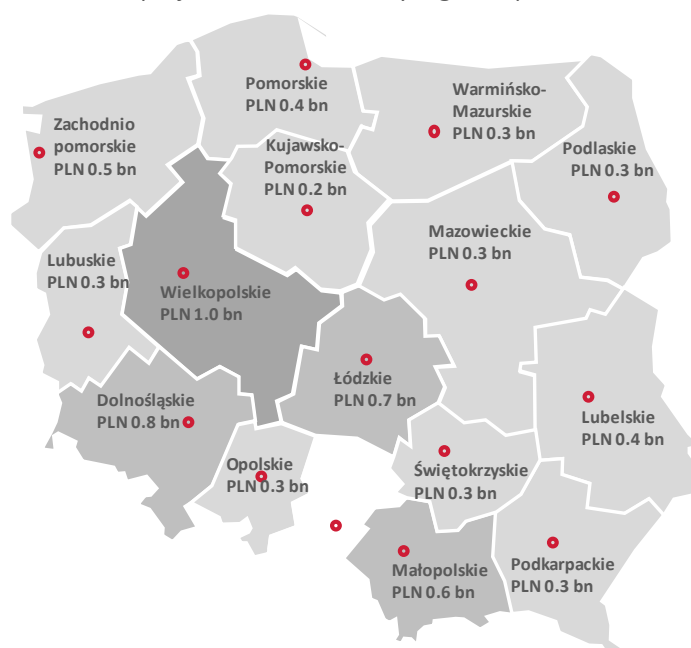 Pomorskie
PLN 0.4 bn
Warmińsko-
Mazurskie
PLN 0.3 bn
Zachodnio
pomorskie
PLN 0.5 bn
Kujawsko-
Pomorskie
PLN 0.2 bn
Podlaskie
PLN 0.3 bn
Mazowieckie
PLN 0.3 bn
Lubuskie
PLN 0.3 bn
Wielkopolskie
PLN 1.0 bn
Łódzkie
PLN 0.7 bn
Dolnośląskie
PLN 0.8 bn
Lubelskie
PLN 0.4 bn
Opolskie
PLN 0.3 bn
Świętokrzyskie
PLN 0.3 bn
Małopolskie
PLN 0.6 bn
Podkarpackie
PLN 0.3 bn